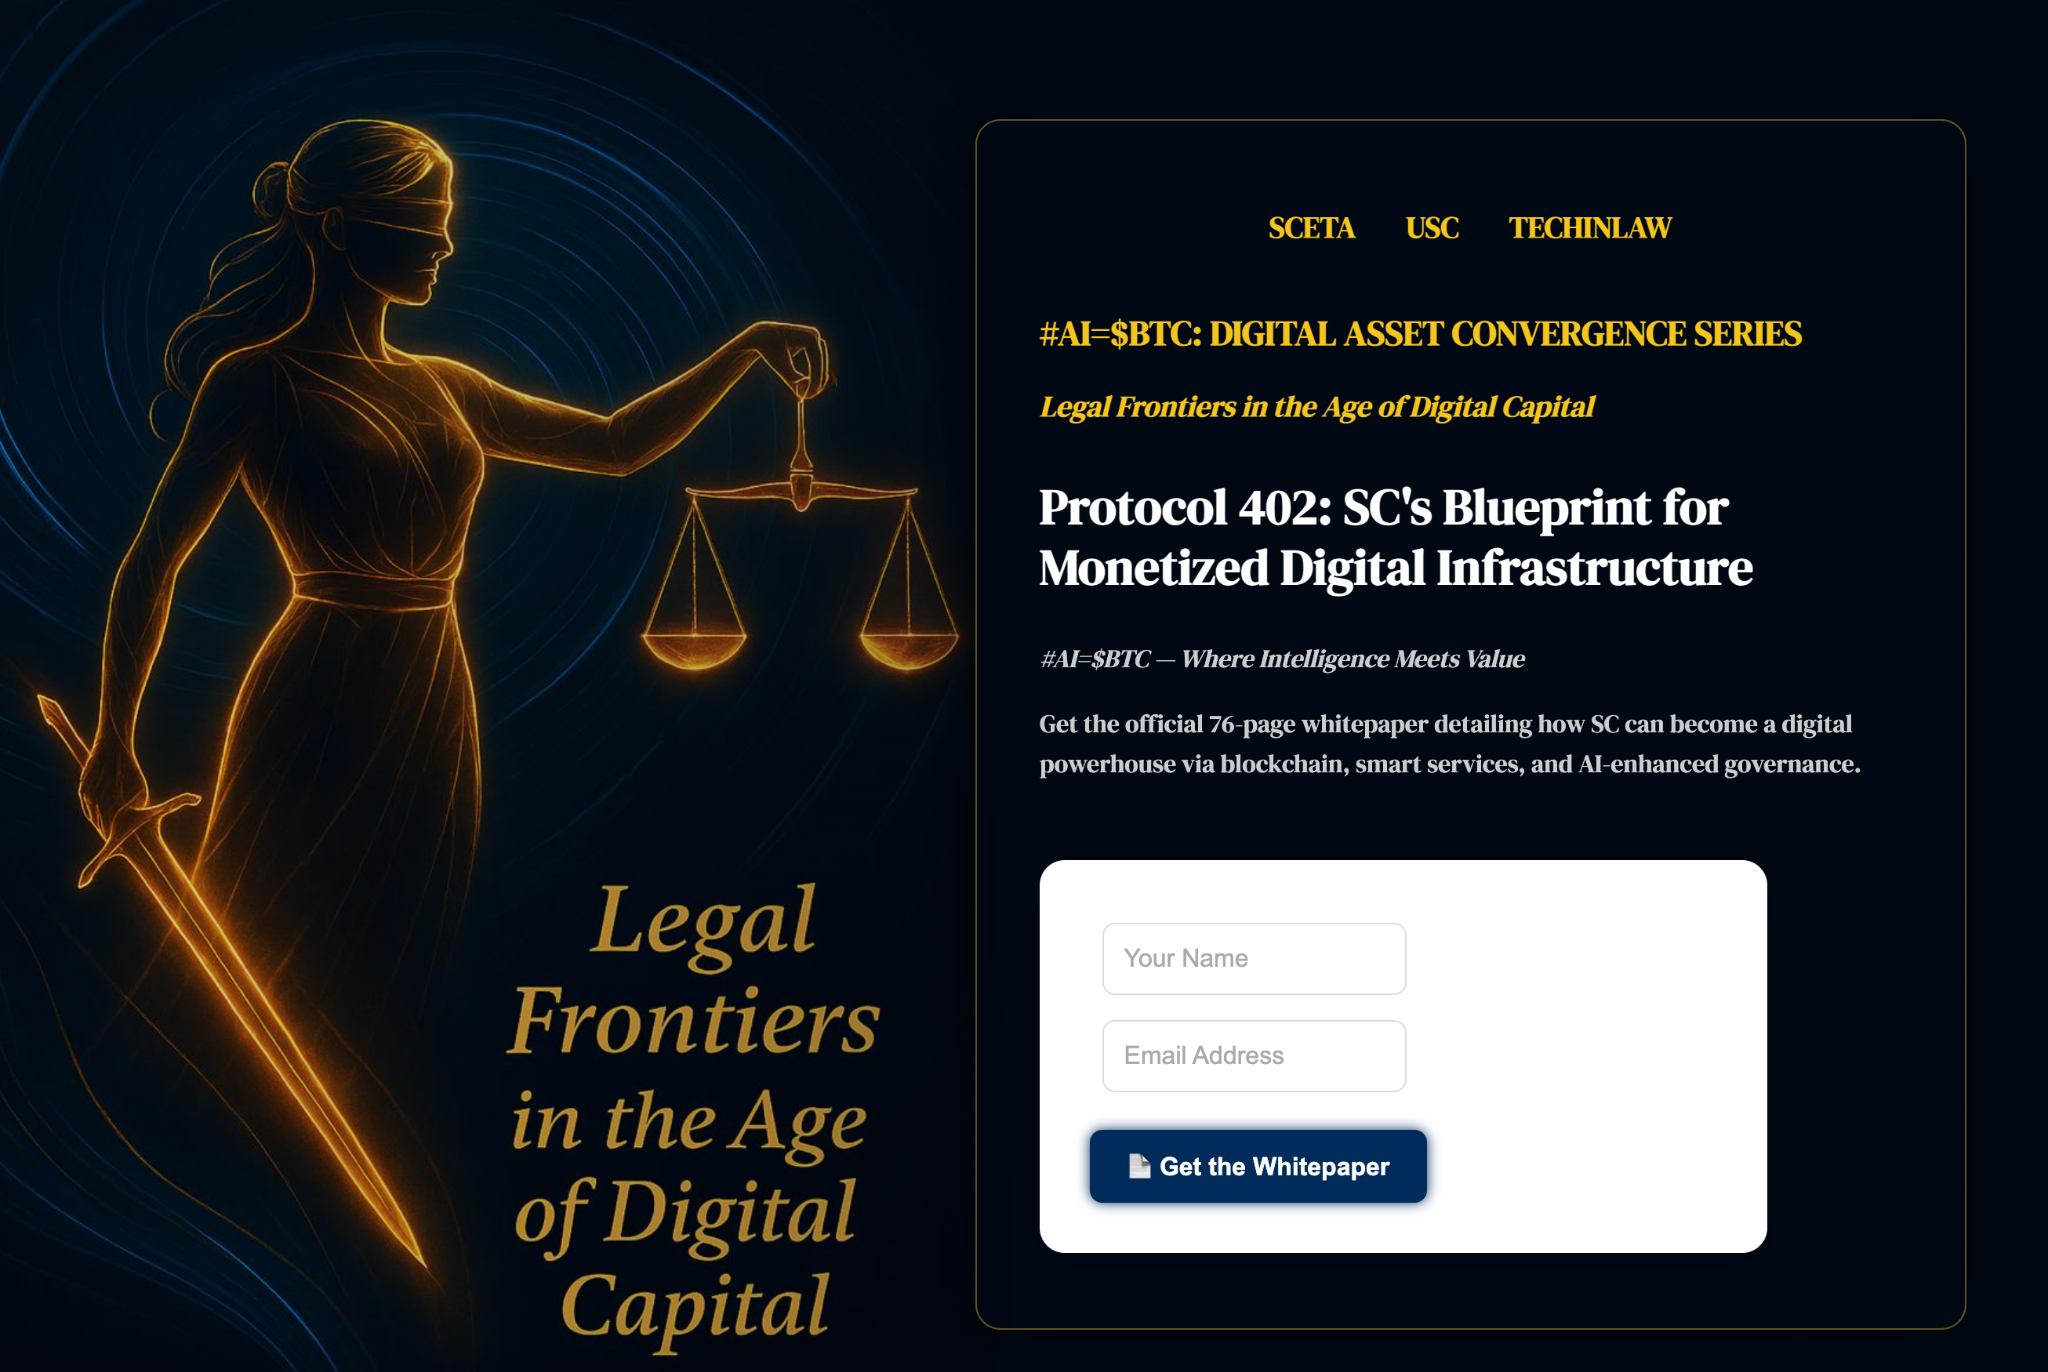 Legal
Frontiers
in the Age
of Digital
Capital
SCETA USC TECHINLAW
#AI=$BTC: DIGITAL ASSET CONVERGENCE SERIES
Legal Frontiers in the Age of Digital Capital
Protocol 402: SC's Blueprint for
Monetized Digital Infrastructure
#AI=$BTC — Where Intelligence Meets Value
Get the official 76-page whitepaper detailing how SC can become a digital
powerhouse via blockchain, smart services, and AI-enhanced governance.
Your Name
Email Address
Get the Whitepaper